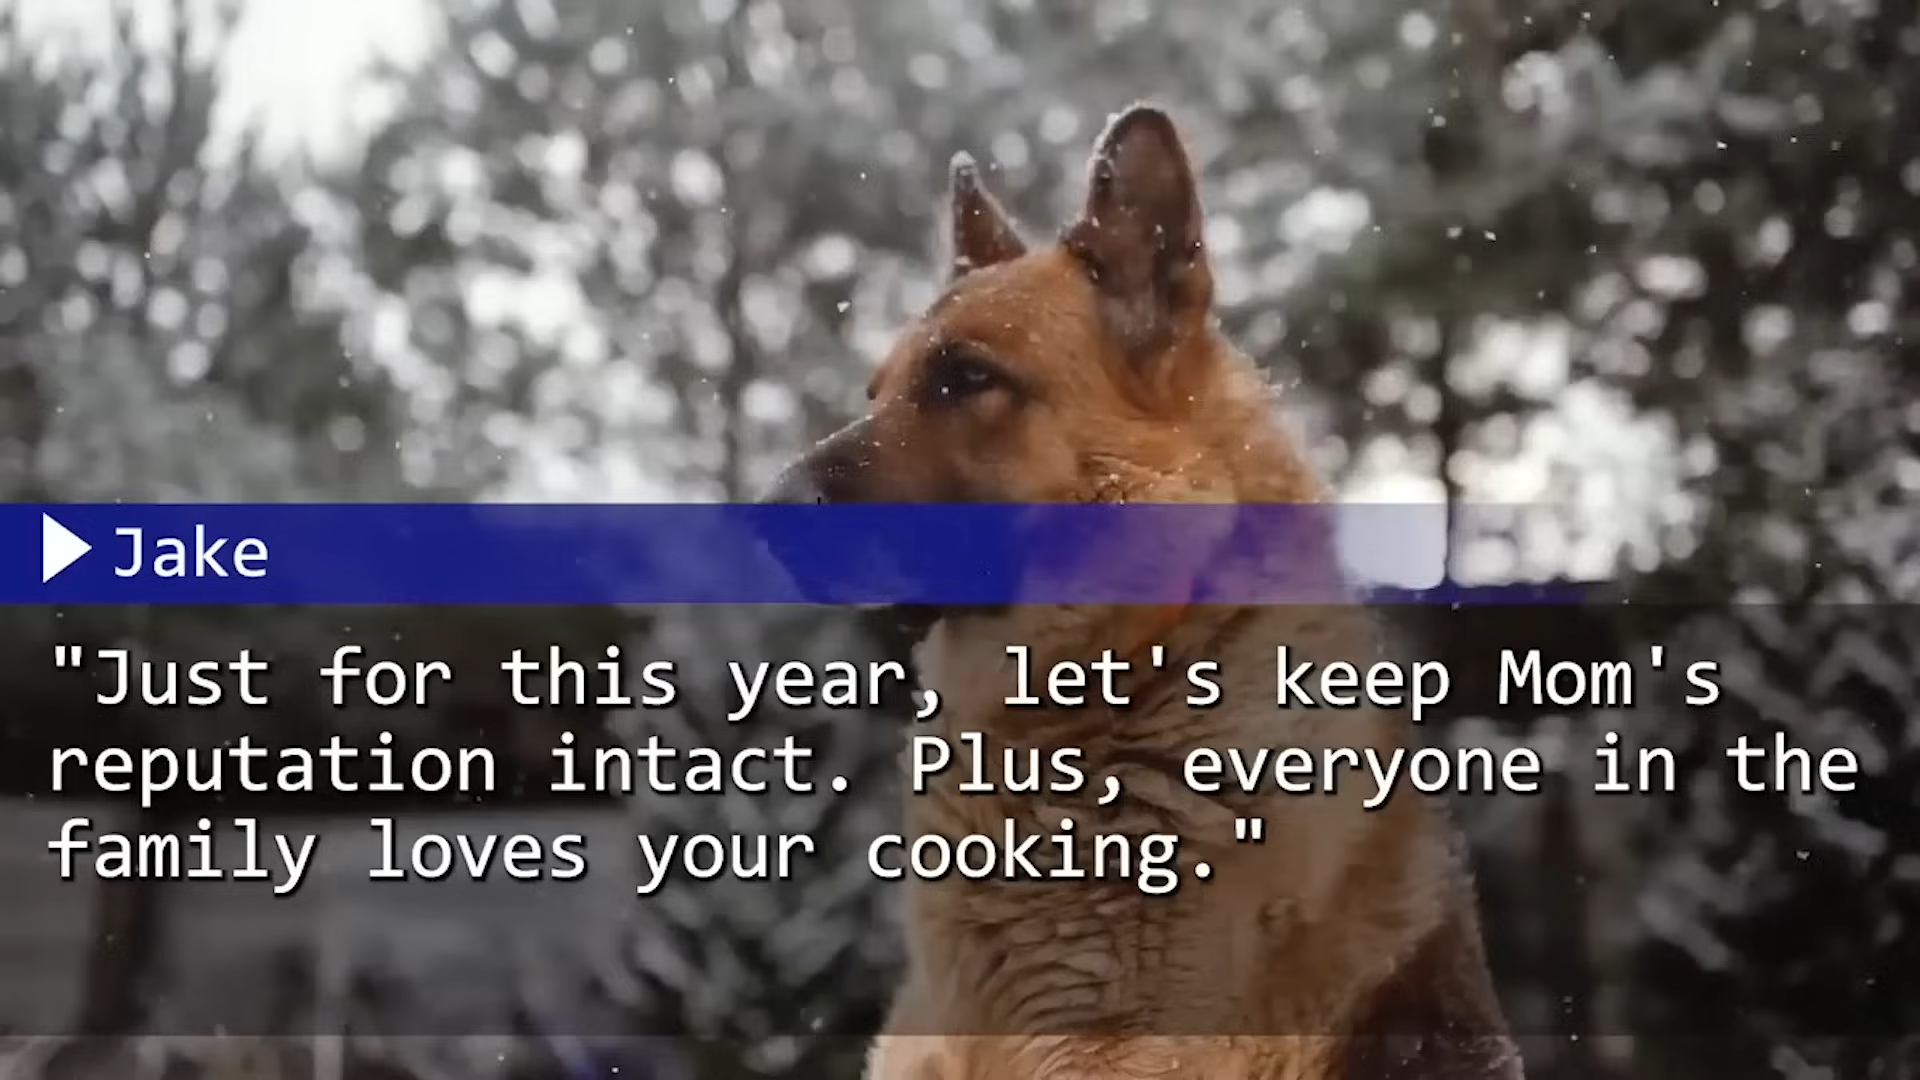 Jake
"Just for this year, let's keep Mom's
reputation intact. Plus, everyone in the
family loves your cooking."